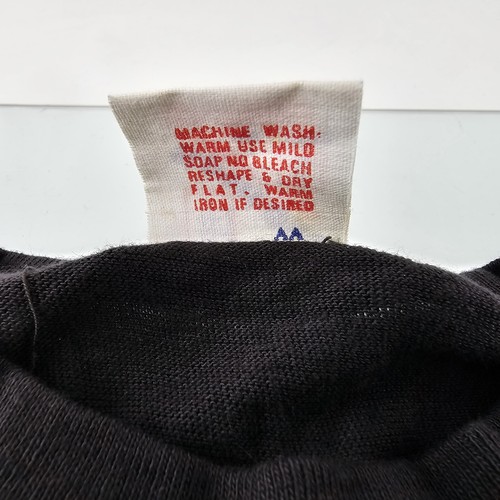 MACHINE WASH.
WARM USE MILD
SOAP NO BLEACH
RESHAPE & DRY
FLAT. WARM
IRON IF DESIRED